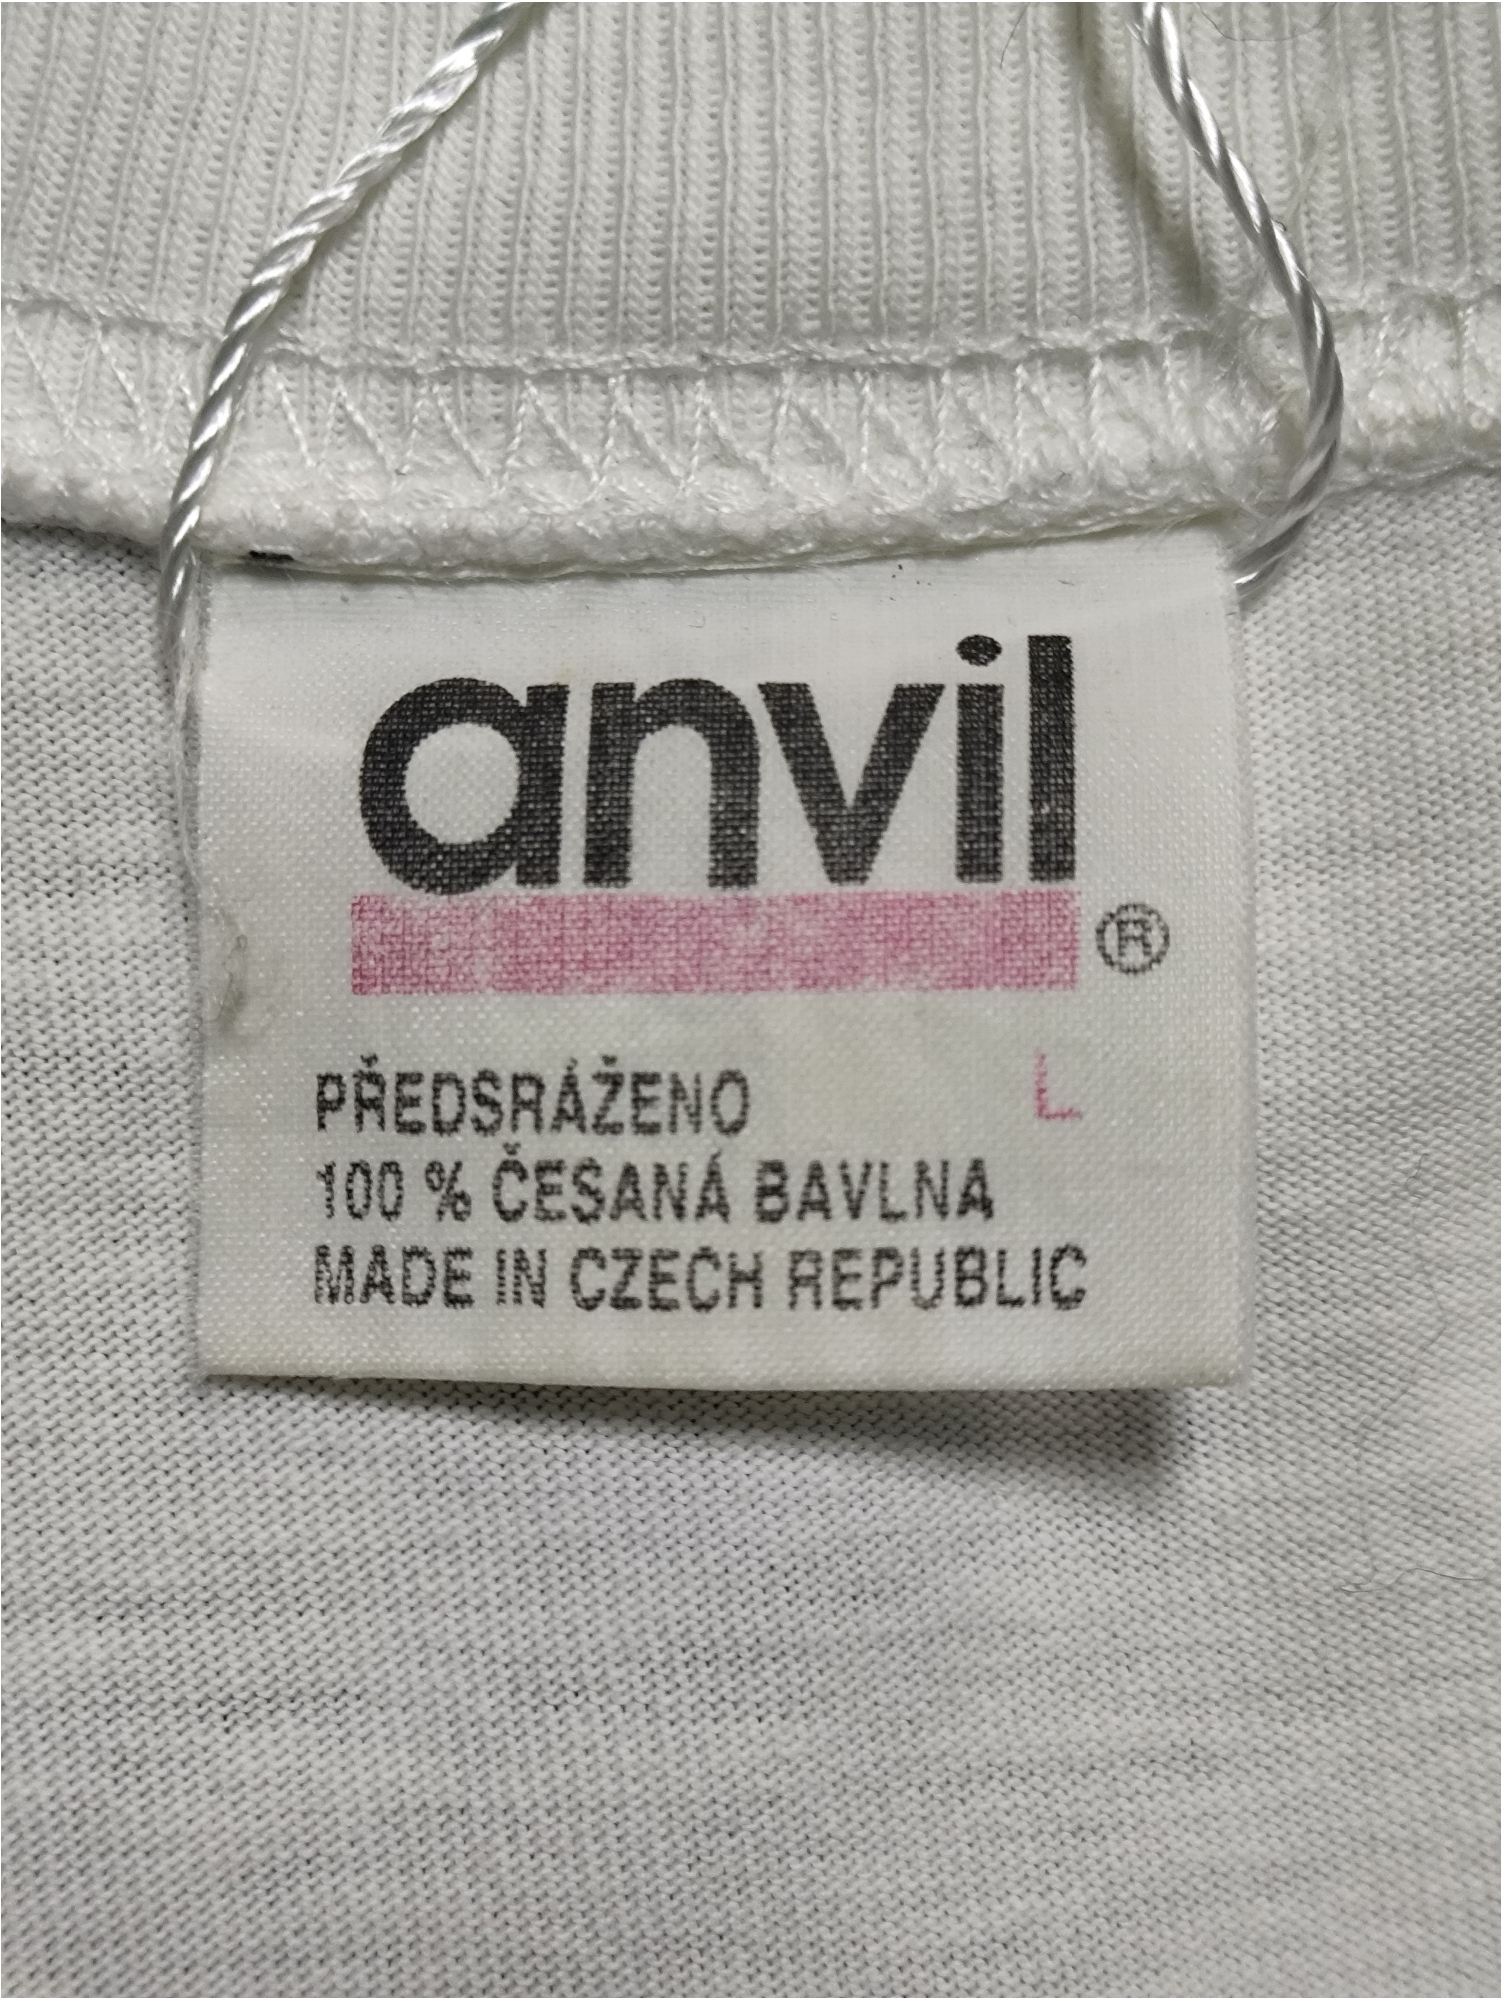 anvil
®
PŘEDSRÁŽENO L
100 % ČESANÁ BAVLNA
MADE IN CZECH REPUBLIC